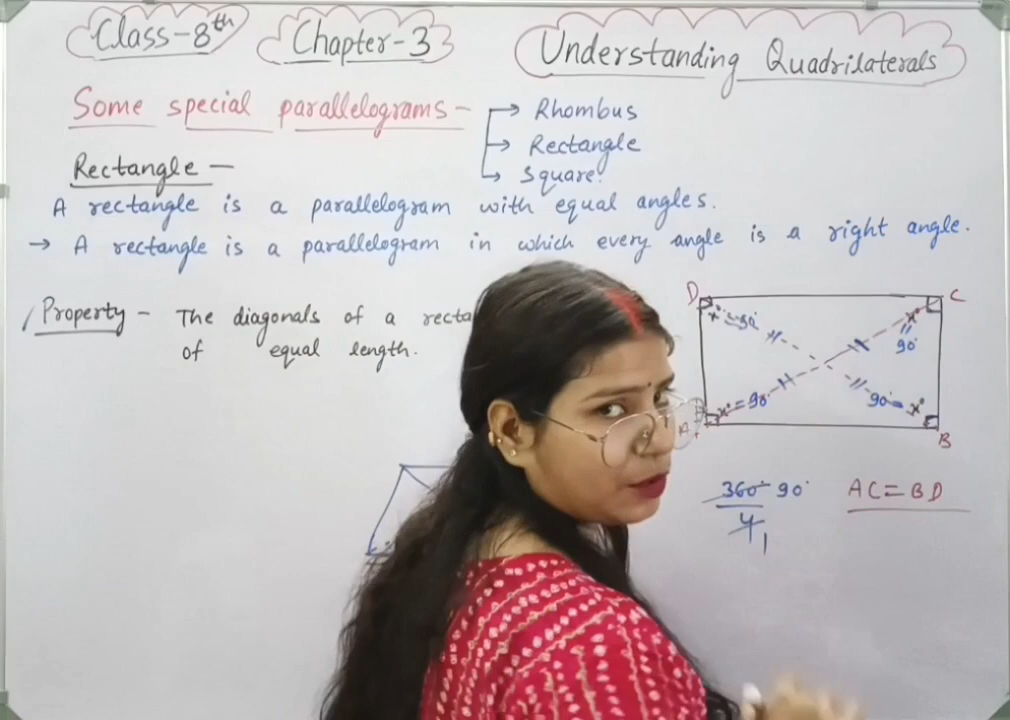 Class-8th Chapter-3 Understanding Quadrilaterals
Some special parallelograms - → Rhombus
→ Rectangle
→ Square.
Rectangle -
A rectangle is a parallelogram with equal angles.
→ A rectangle is a parallelogram in which every angle is a right angle.
Property - The diagonals of a recta
of equal length.
D C
x° = 90° x°
= 90°
x° = 90° 90° = x°
A B
360° 90° AC = BD
4 1